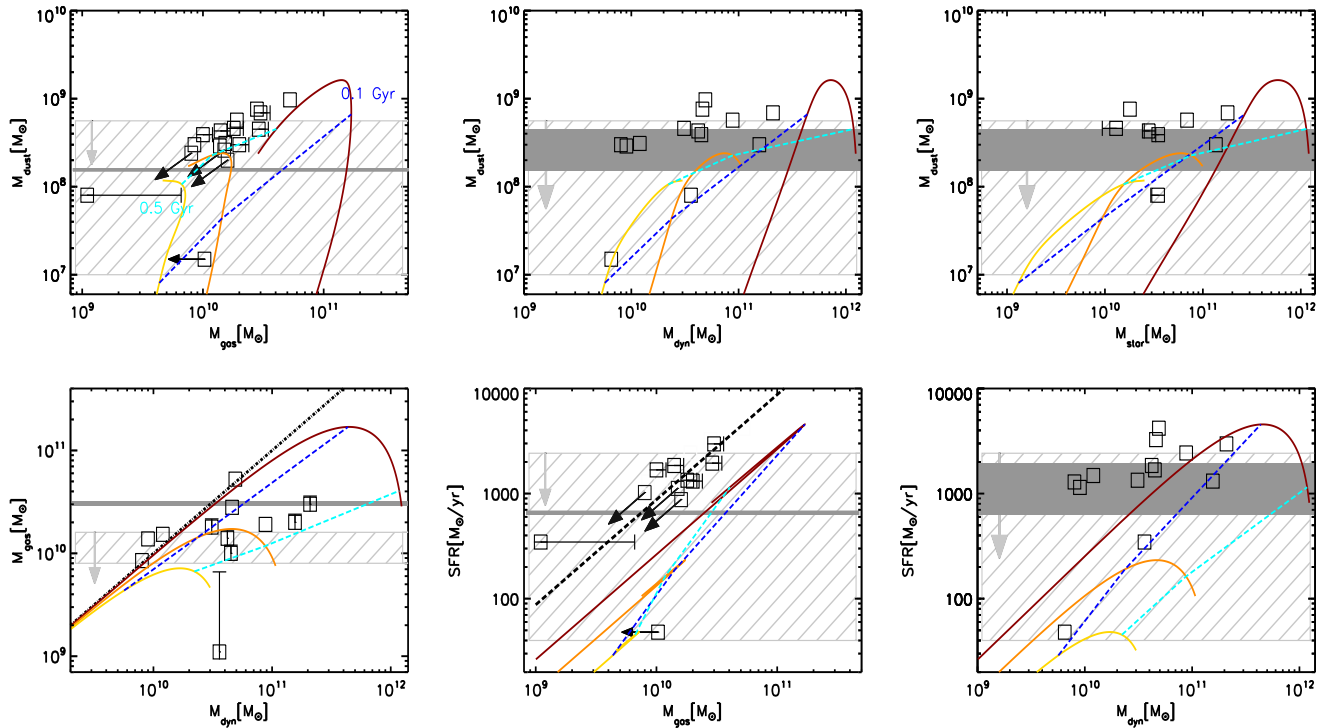 10^10 10^10 10^10
10^9 10^9 10^9
10^8 10^8 10^8
10^7 10^7 10^7
M_dust[M_⊙] M_dust[M_⊙] M_dust[M_⊙]
0.1 Gyr
0.5 Gyr
10^9 10^10 10^11
M_gas[M_⊙]
10^10 10^11 10^12
M_dyn[M_⊙]
10^9 10^10 10^11 10^12
M_star[M_⊙]
10^11
10^10
10^9
M_gas[M_⊙]
10^10 10^11 10^12
M_dyn[M_⊙]
10000
1000
100
SFR[M_⊙/yr]
10^9 10^10 10^11
M_gas[M_⊙]
10000
1000
100
SFR[M_⊙/yr]
10^9 10^10 10^11 10^12
M_dyn[M_⊙]